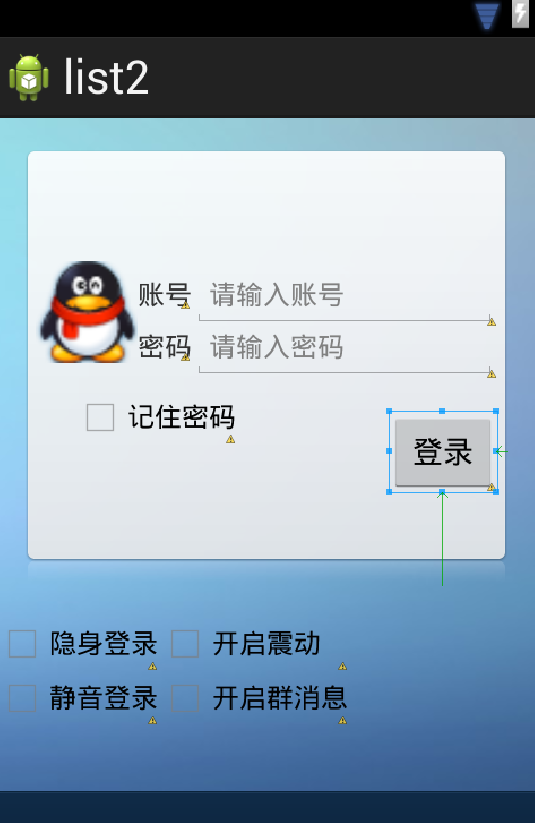 list2
账号 请输入账号
密码 请输入密码
记住密码
登录
隐身登录 开启震动
静音登录 开启群消息